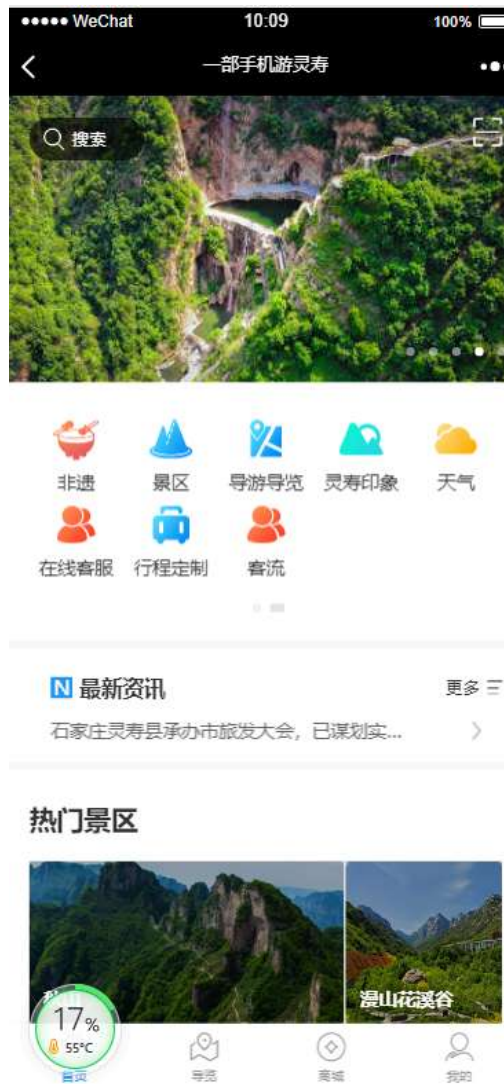 WeChat
10:09
100%
一部手机游灵寿
搜索
非遗
景区
导游导览
灵寿印象
天气
在线客服
行程定制
客流
N 最新资讯
更多
石家庄灵寿县承办市旅发大会，已谋划实...
热门景区
漫山花溪谷
17%
55°C
首页
导览
商城
我的